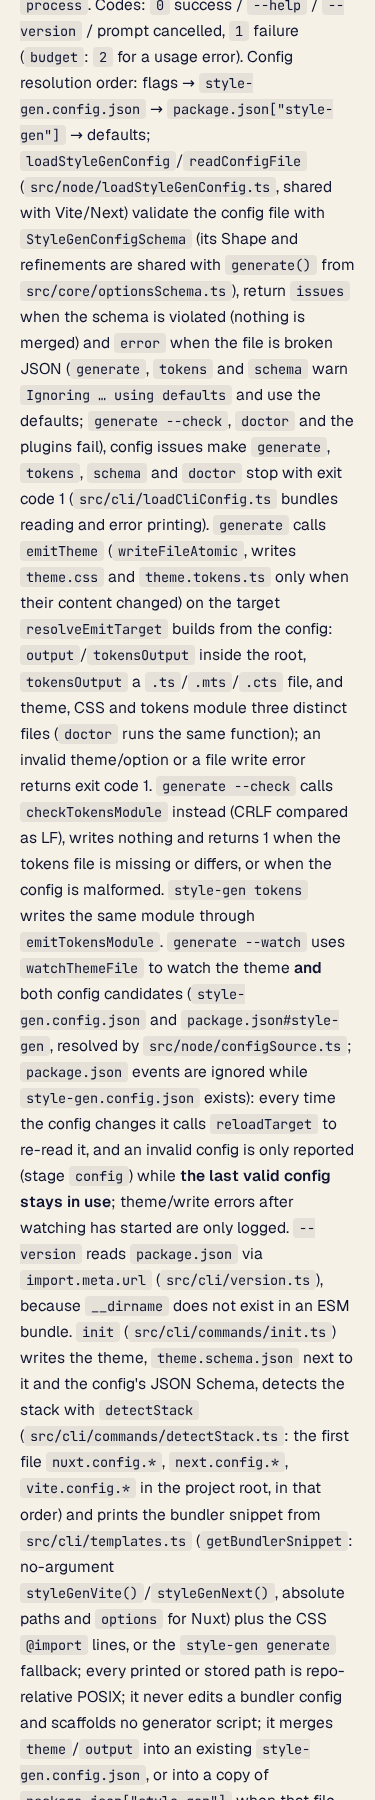 process. Codes: 0 success / --help / --
version / prompt cancelled, 1 failure
(budget: 2 for a usage error). Config
resolution order: flags → style-
gen.config.json → package.json["style-
gen"] → defaults;
loadStyleGenConfig/readConfigFile
(src/node/loadStyleGenConfig.ts, shared
with Vite/Next) validate the config file with
StyleGenConfigSchema (its Shape and
refinements are shared with generate() from
src/core/optionsSchema.ts), return issues
when the schema is violated (nothing is
merged) and error when the file is broken
JSON (generate, tokens and schema warn
Ignoring … using defaults and use the
defaults; generate --check, doctor and the
plugins fail), config issues make generate,
tokens, schema and doctor stop with exit
code 1 (src/cli/loadCliConfig.ts bundles
reading and error printing). generate calls
emitTheme (writeFileAtomic, writes
theme.css and theme.tokens.ts only when
their content changed) on the target
resolveEmitTarget builds from the config:
output/tokensOutput inside the root,
tokensOutput a .ts/.mts/.cts file, and
theme, CSS and tokens module three distinct
files (doctor runs the same function); an
invalid theme/option or a file write error
returns exit code 1. generate --check calls
checkTokensModule instead (CRLF compared
as LF), writes nothing and returns 1 when the
tokens file is missing or differs, or when the
config is malformed. style-gen tokens
writes the same module through
emitTokensModule. generate --watch uses
watchThemeFile to watch the theme and
both config candidates (style-
gen.config.json and package.json#style-
gen, resolved by src/node/configSource.ts;
package.json events are ignored while
style-gen.config.json exists): every time
the config changes it calls reloadTarget to
re-read it, and an invalid config is only reported
(stage config) while the last valid config
stays in use; theme/write errors after
watching has started are only logged. --
version reads package.json via
import.meta.url (src/cli/version.ts),
because __dirname does not exist in an ESM
bundle. init (src/cli/commands/init.ts)
writes the theme, theme.schema.json next to
it and the config's JSON Schema, detects the
stack with detectStack
(src/cli/commands/detectStack.ts: the first
file nuxt.config.*, next.config.*,
vite.config.* in the project root, in that
order) and prints the bundler snippet from
src/cli/templates.ts (getBundlerSnippet:
no-argument
styleGenVite()/styleGenNext(), absolute
paths and options for Nuxt) plus the CSS
@import lines, or the style-gen generate
fallback; every printed or stored path is repo-
relative POSIX; it never edits a bundler config
and scaffolds no generator script; it merges
theme/output into an existing style-
gen.config.json, or into a copy of
package.json["style-gen"] when that file